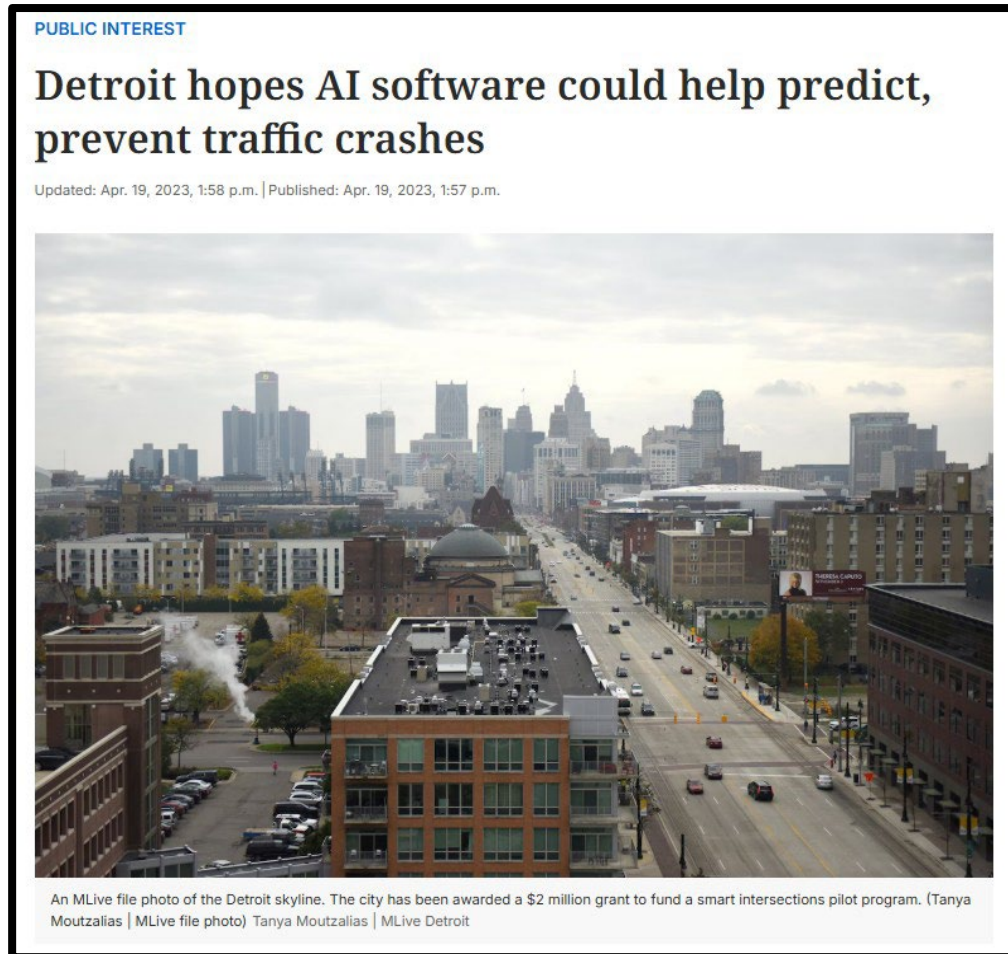 PUBLIC INTEREST
Detroit hopes AI software could help predict,
prevent traffic crashes
Updated: Apr. 19, 2023, 1:58 p.m. | Published: Apr. 19, 2023, 1:57 p.m.
THERESA CAPUTO
An MLive file photo of the Detroit skyline. The city has been awarded a $2 million grant to fund a smart intersections pilot program. (Tanya
Moutzalias | MLive file photo) Tanya Moutzalias | MLive Detroit